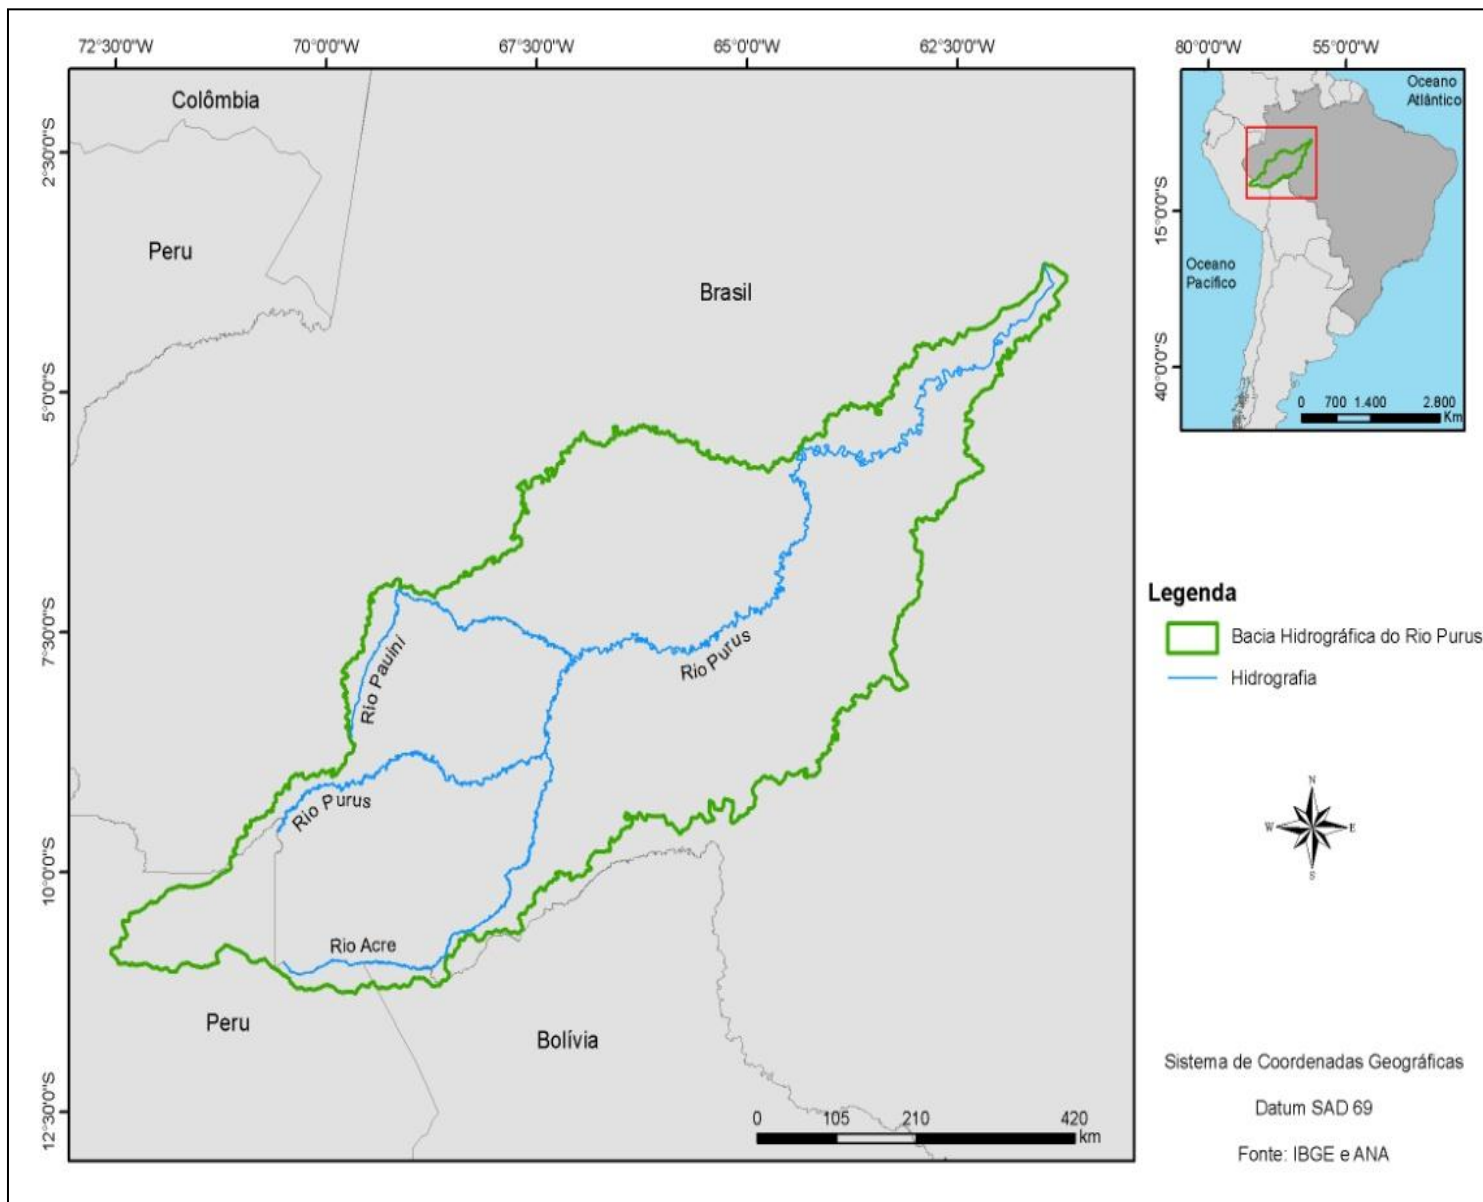 72°30'0"W 70°0'0"W 67°30'0"W 65°0'0"W 62°30'0"W
2°30'0"S
5°0'0"S
7°30'0"S
10°0'0"S
12°30'0"S
Colômbia
Peru
Brasil
Rio Pauini
Rio Purus
Rio Purus
Rio Acre
Peru
Bolívia
0 105 210 420
km
80°0'0"W 55°0'0"W
15°0'0"S
40°0'0"S
Oceano
Atlântico
Oceano
Pacífico
0 700 1.400 2.800
Km
Legenda
Bacia Hidrográfica do Rio Purus
Hidrografia
N
W E
S
Sistema de Coordenadas Geográficas
Datum SAD 69
Fonte: IBGE e ANA